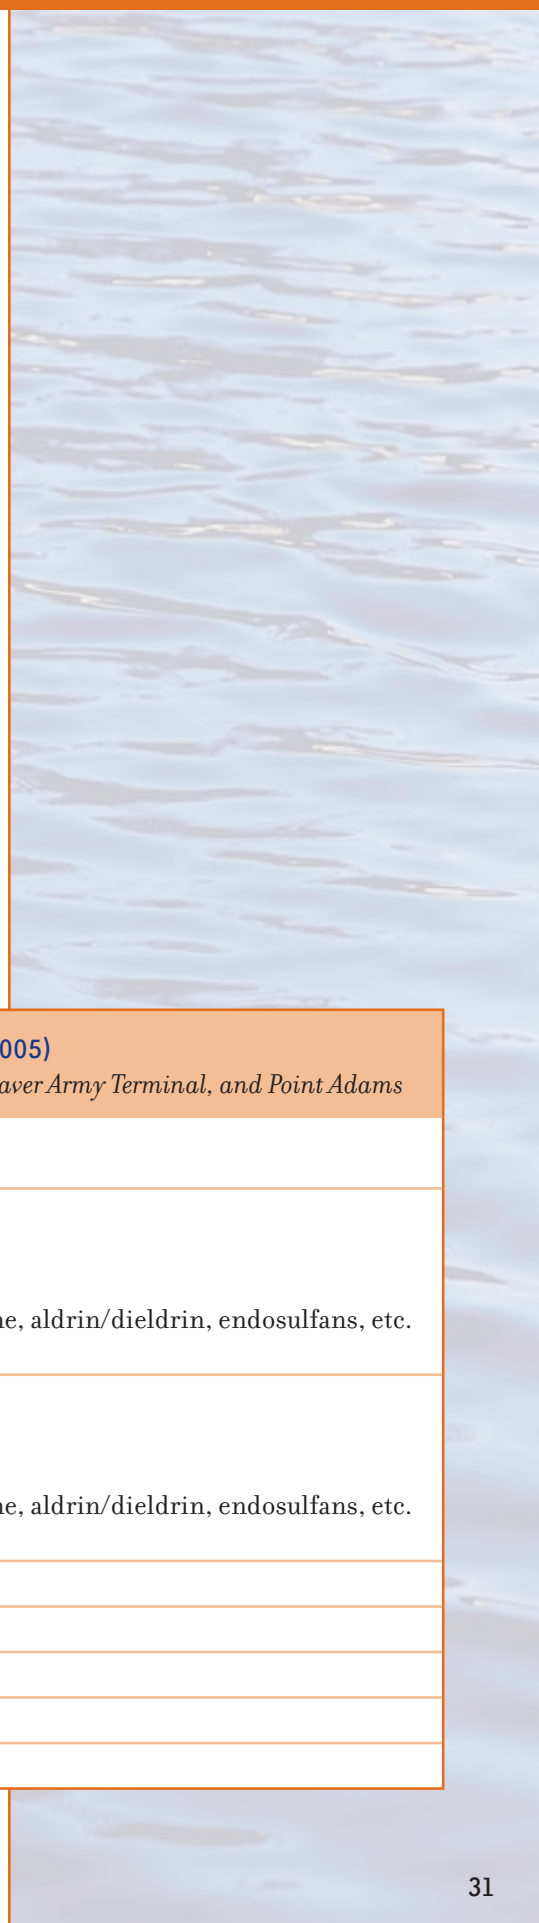 005)
aver Army Terminal, and Point Adams
ne, aldrin/dieldrin, endosulfans, etc.
ne, aldrin/dieldrin, endosulfans, etc.
31